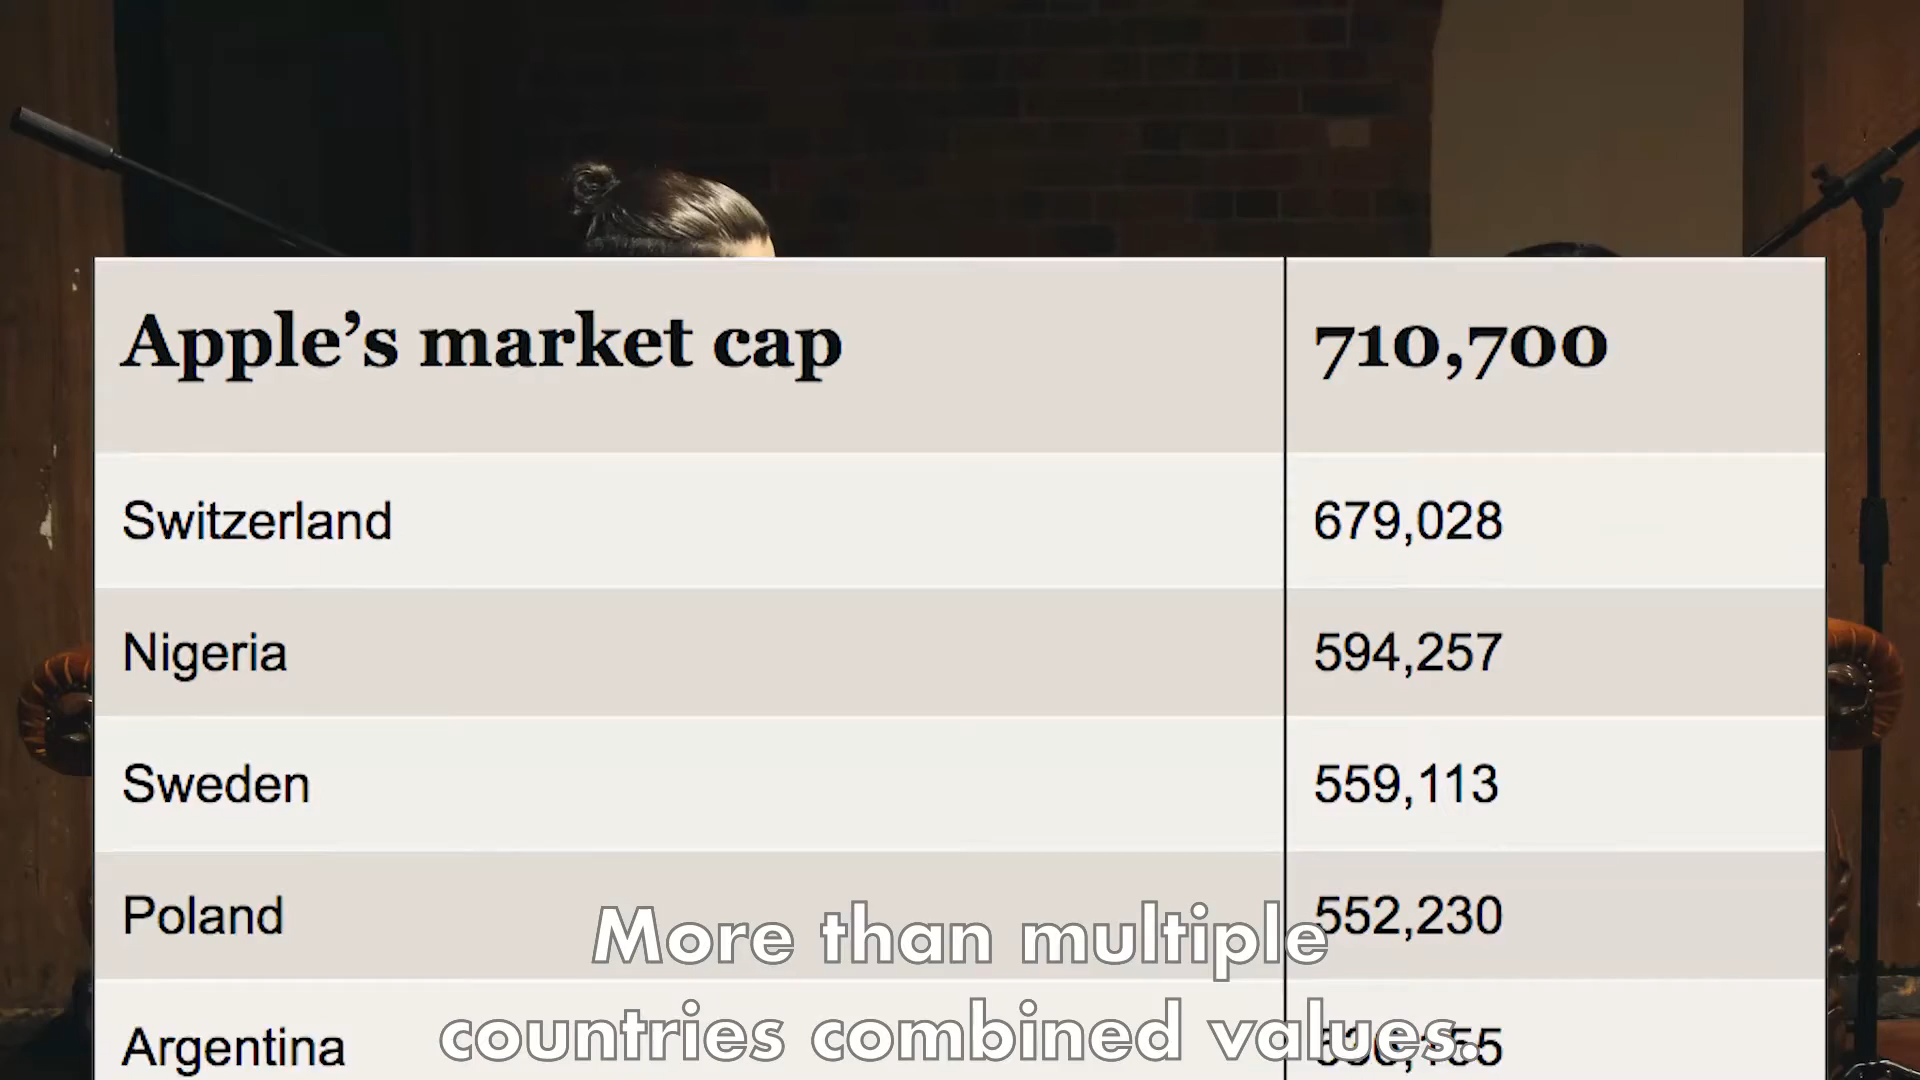 Apple’s market cap 710,700
Switzerland 679,028
Nigeria 594,257
Sweden 559,113
Poland 552,230
Argentina
More than multiple
countries combined values.